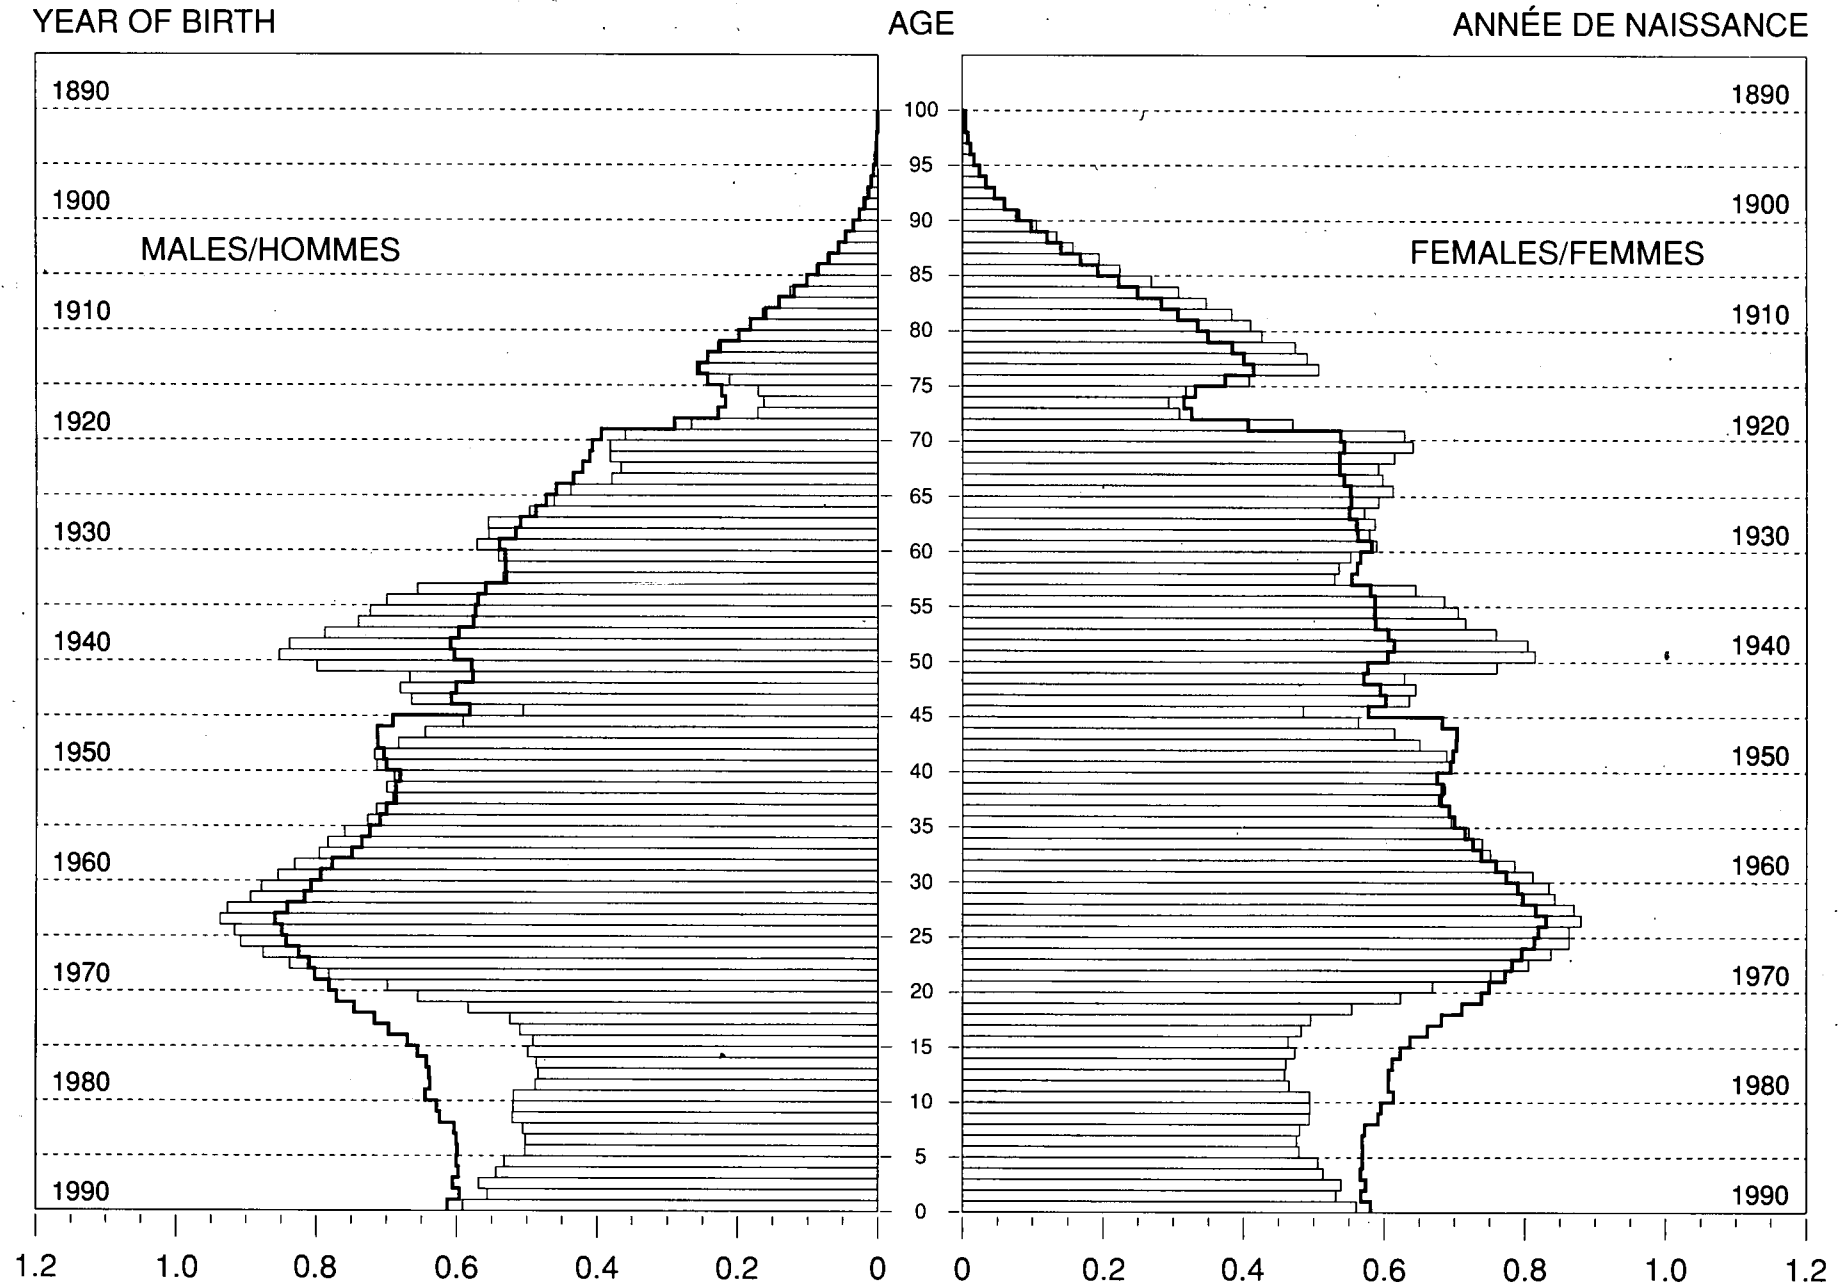 YEAR OF BIRTH AGE ANNÉE DE NAISSANCE
1890 100 1890
95
1900 90 1900
MALES/HOMMES FEMALES/FEMMES
85
1910 80 1910
75
1920 70 1920
65
1930 60 1930
55
1940 50 1940
45
1950 40 1950
35
1960 30 1960
25
1970 20 1970
15
1980 10 1980
5
1990 0 1990
1.2 1.0 0.8 0.6 0.4 0.2 0 0 0.2 0.4 0.6 0.8 1.0 1.2